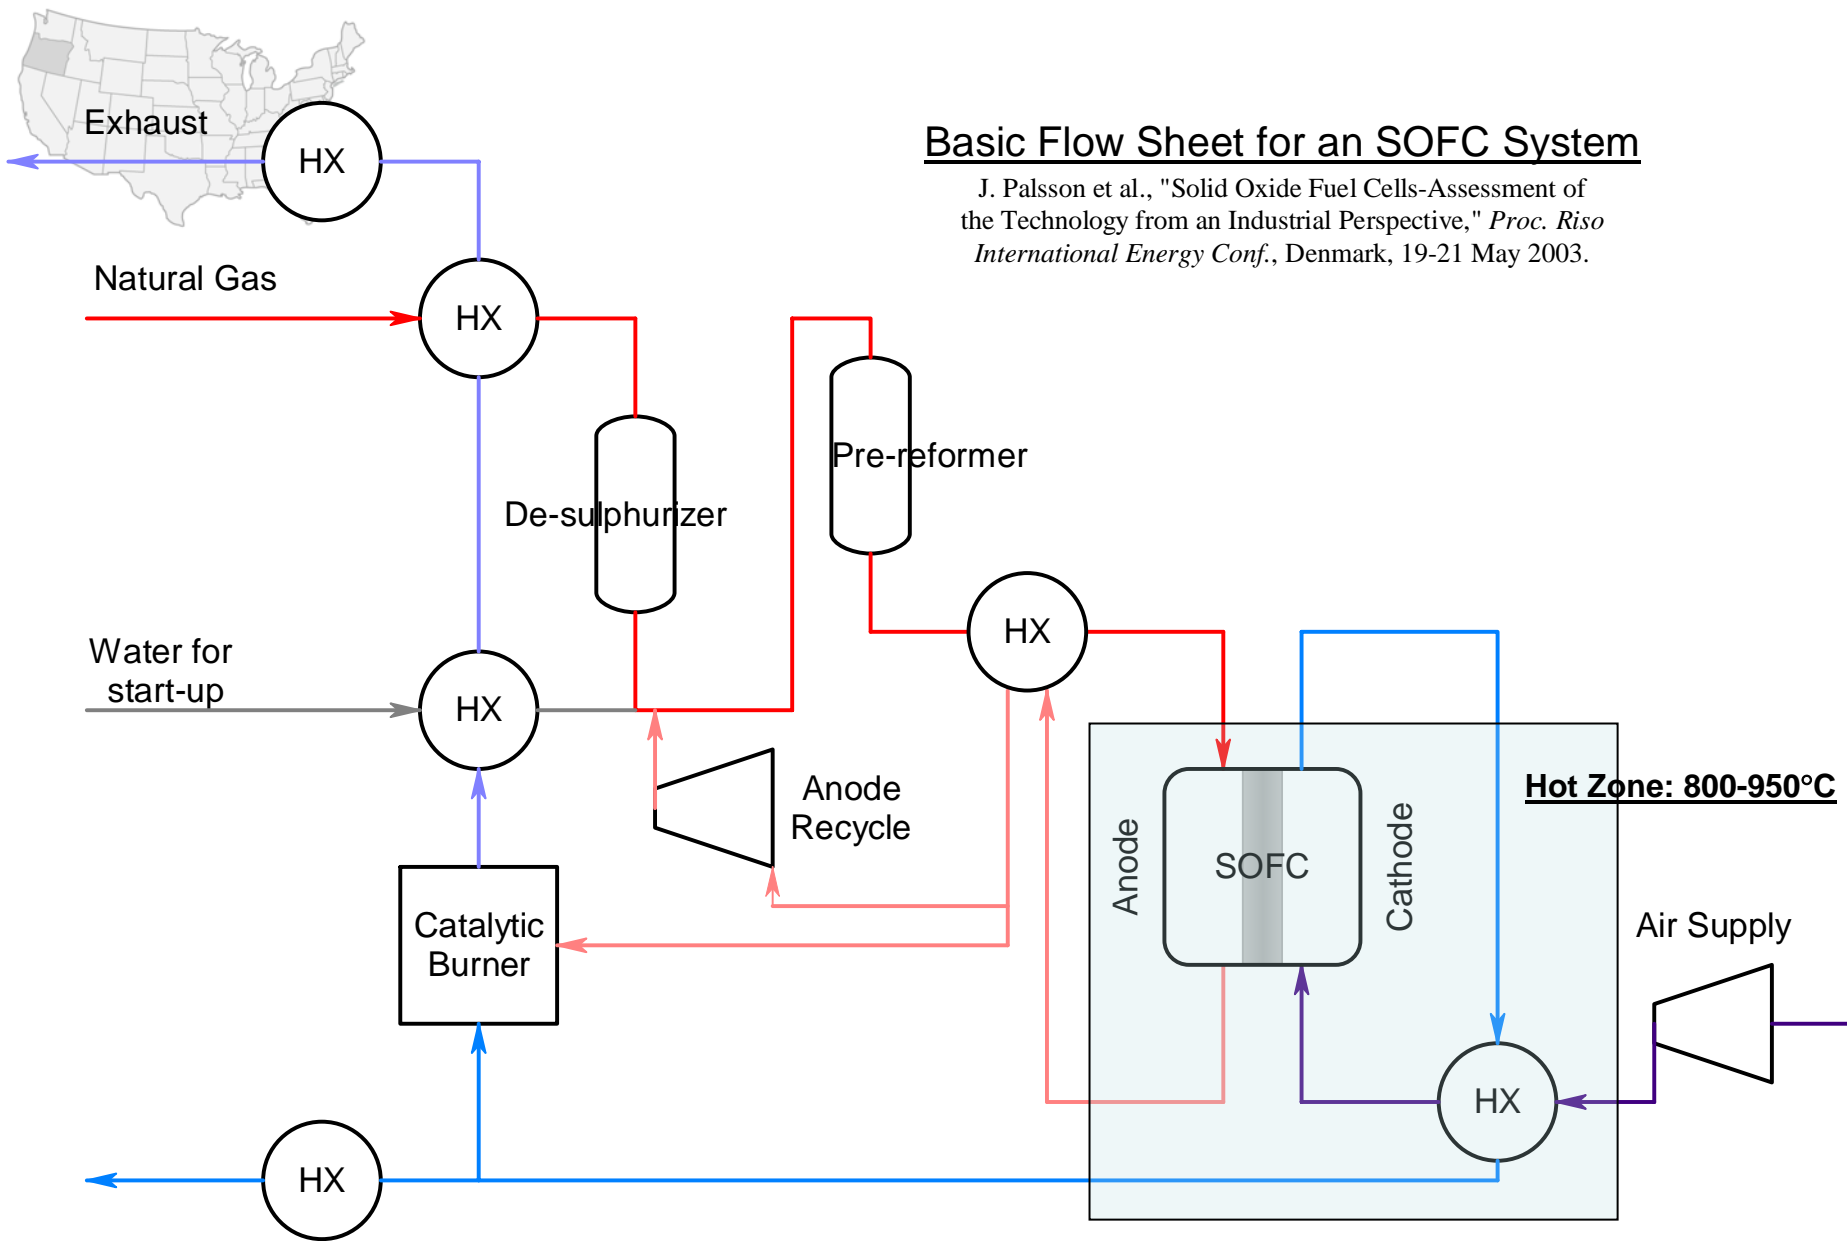 Exhaust
HX
Basic Flow Sheet for an SOFC System
J. Palsson et al., "Solid Oxide Fuel Cells-Assessment of
the Technology from an Industrial Perspective," Proc. Riso
International Energy Conf., Denmark, 19-21 May 2003.
Natural Gas
HX
Pre-reformer
De-sulphurizer
HX
Water for
start-up
HX
Anode
Recycle
Hot Zone: 800-950°C
Anode
SOFC
Cathode
Catalytic
Burner
Air Supply
HX
HX